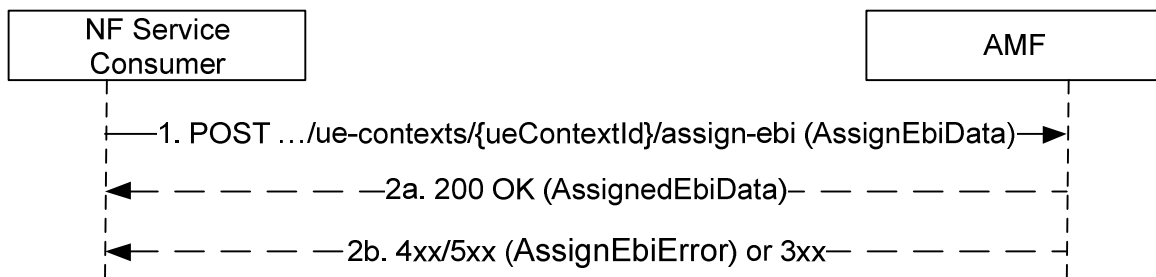 NF Service
Consumer
AMF
1. POST …/ue-contexts/{ueContextId}/assign-ebi (AssignEbiData)
2a. 200 OK (AssignedEbiData)
2b. 4xx/5xx (AssignEbiError) or 3xx